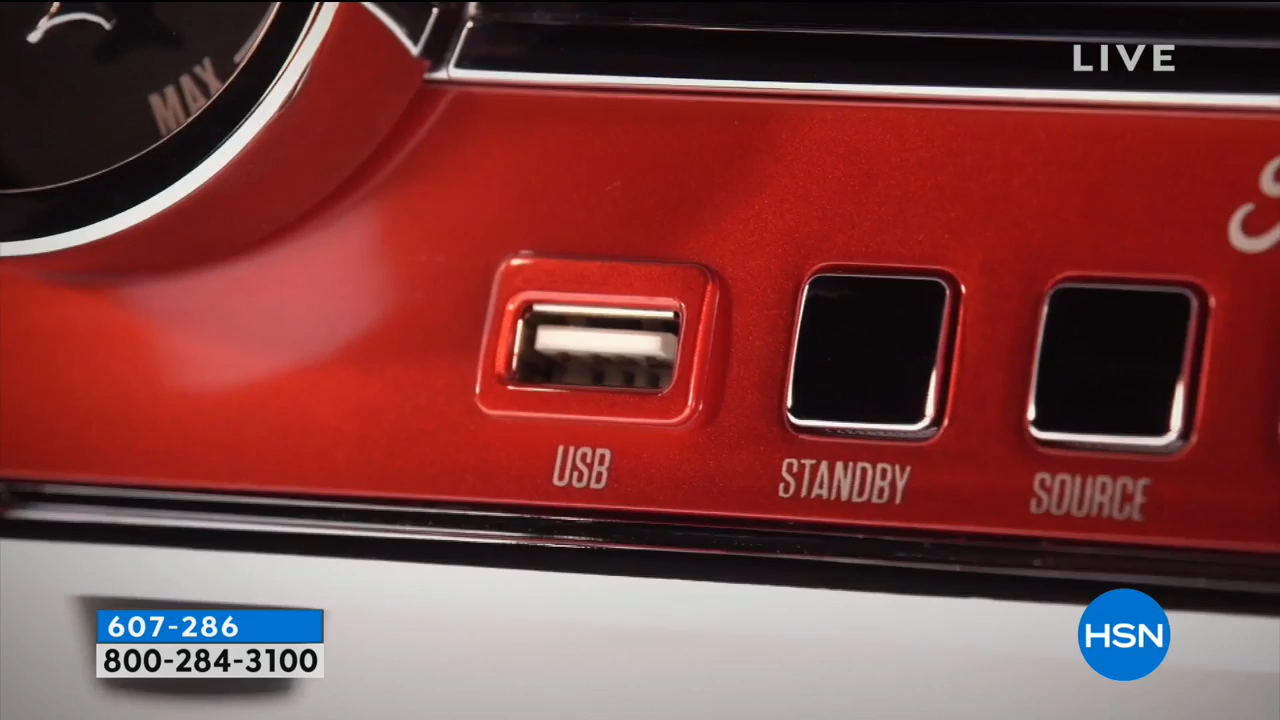 LIVE
MAX
USB
STANDBY
SOURCE
607-286
800-284-3100
HSN